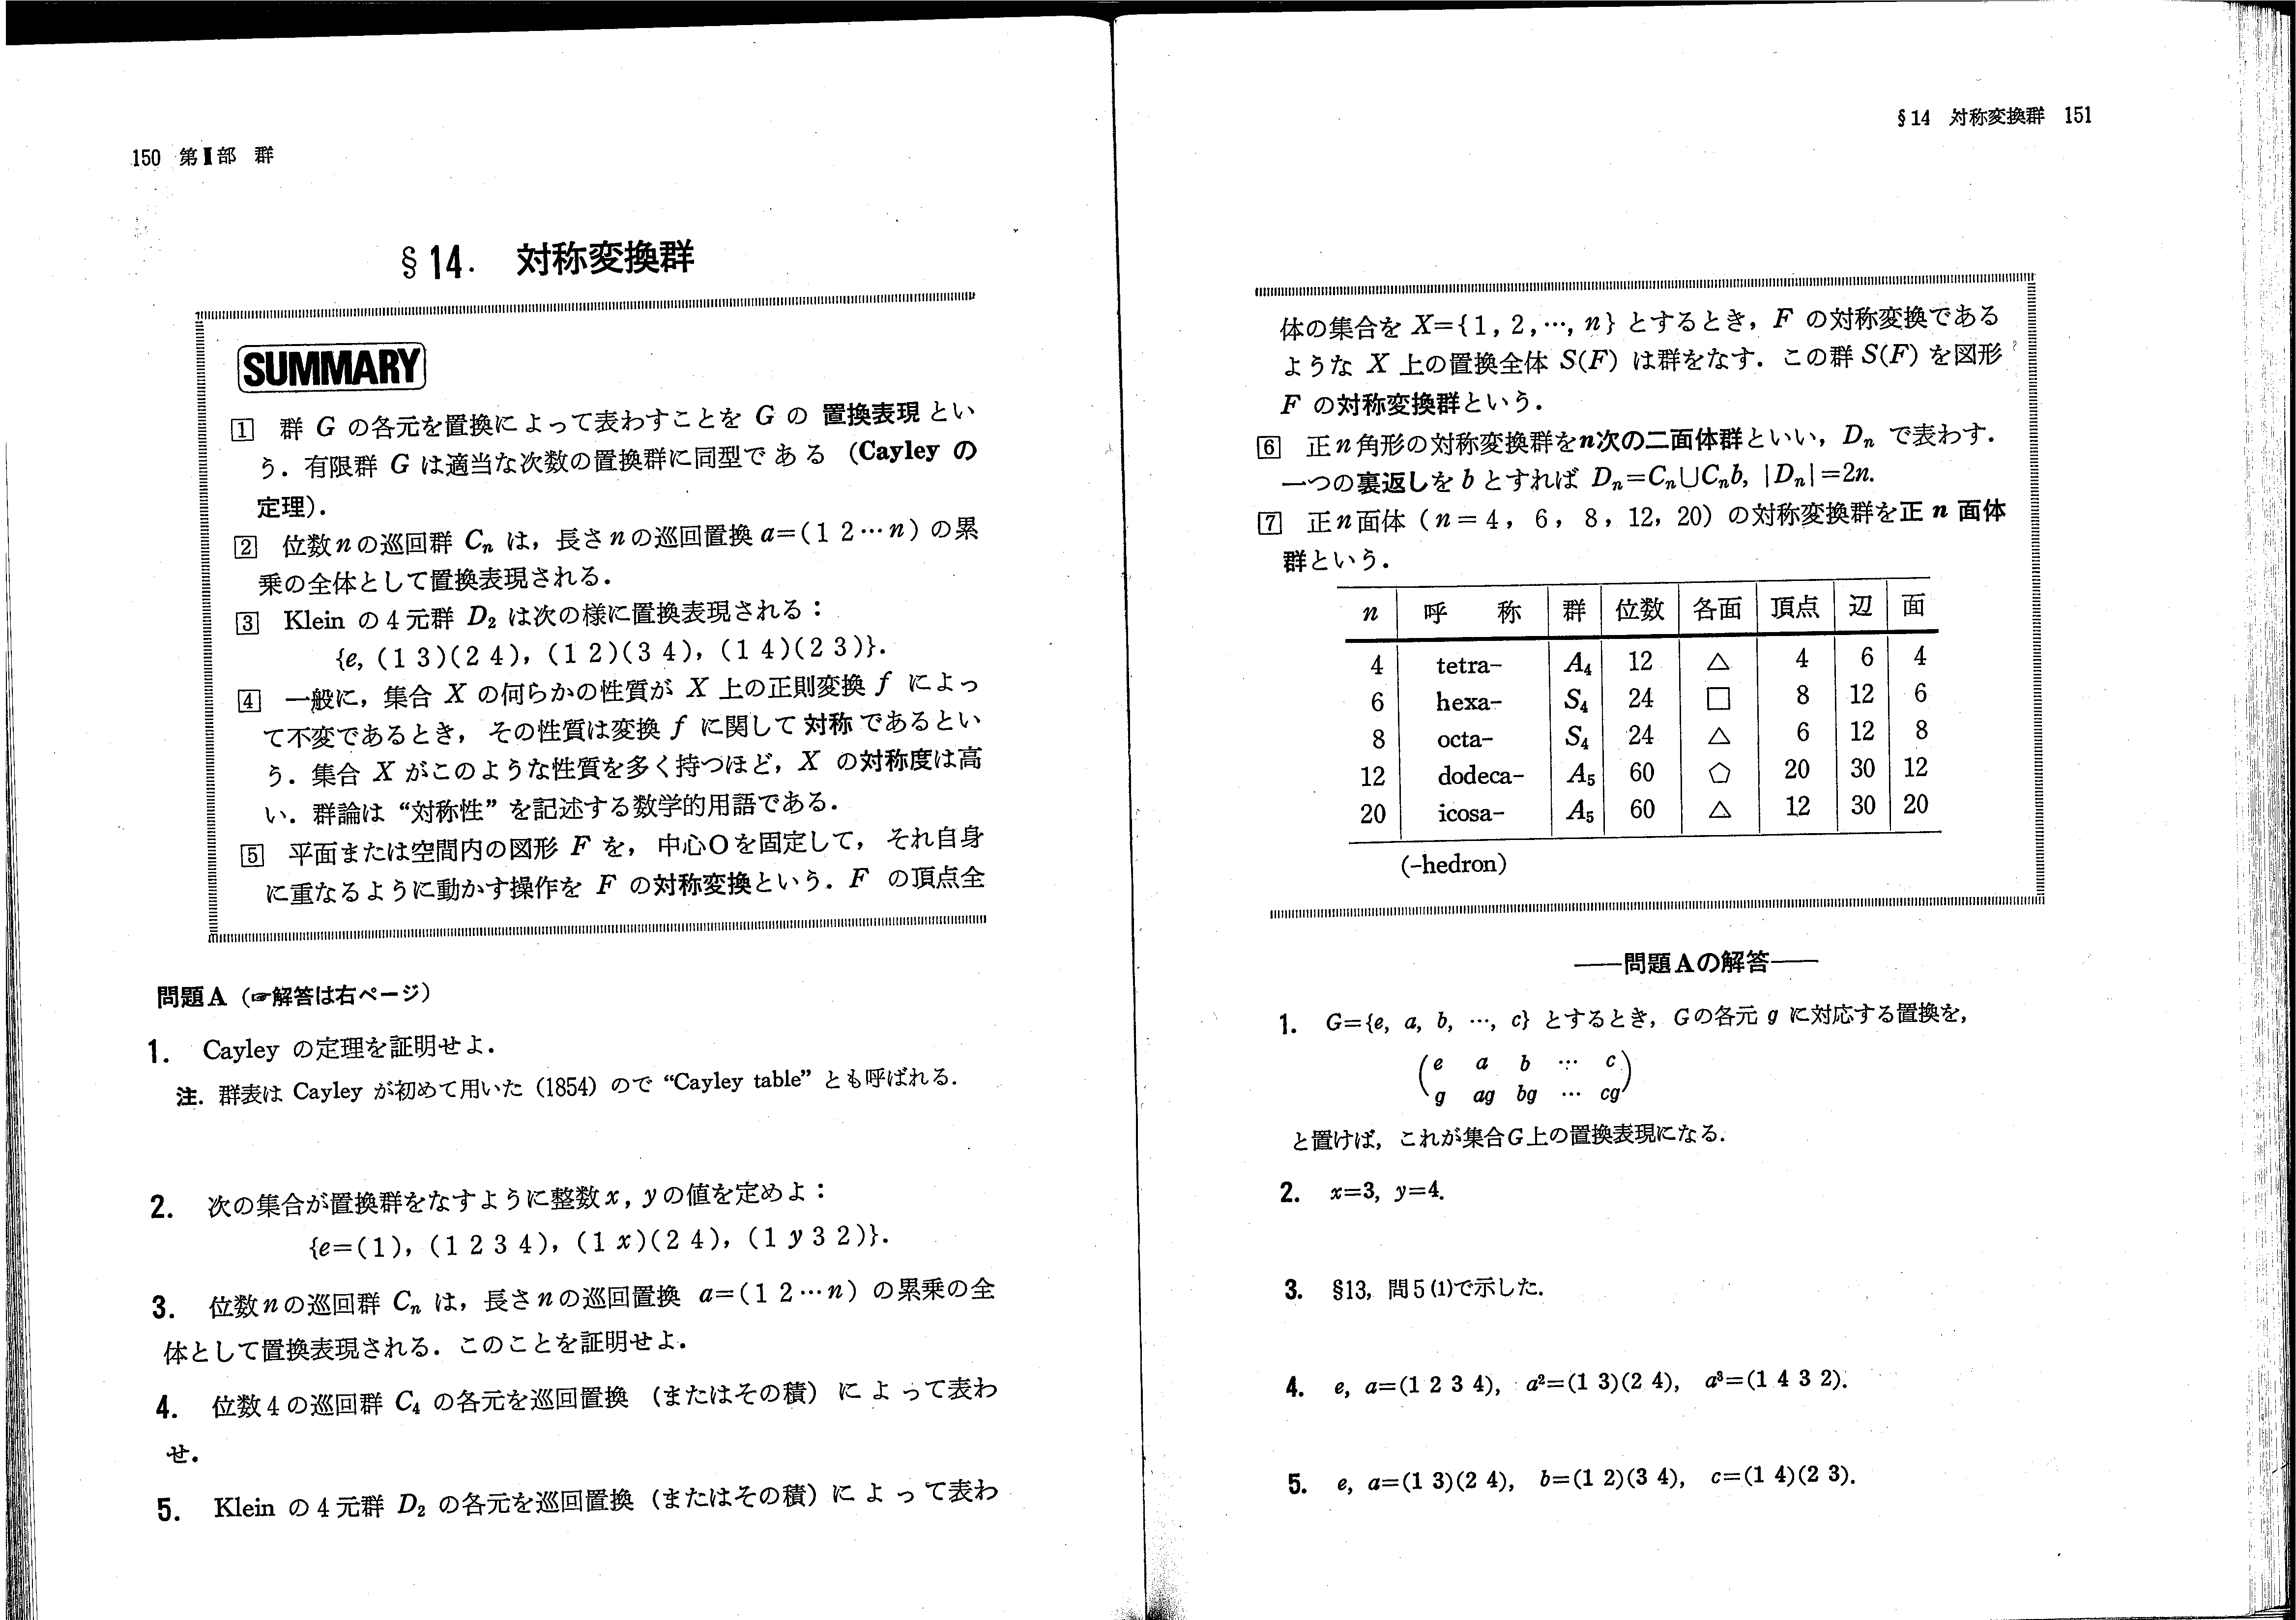 150 第Ⅱ部 群
§14. 対称変換群
SUMMARY
1 群 G の各元を置換によって表わすことを G の 置換表現 とい
う.有限群 G は適当な次数の置換群に同型で ある (Cayley の
定理).
2 位数nの巡回群 Cn は,長さnの巡回置換 a=(1 2…n) の累
乗の全体として置換表現される.
3 Klein の4元群 D₂ は次の様に置換表現される:
{e, (1 3)(2 4), (1 2)(3 4), (1 4)(2 3)}.
4 一般に,集合 X の何らかの性質が X 上の正則変換 f によっ
て不変であるとき, その性質は変換 f に関して 対称 であるとい
う.集合 X がこのような性質を多く持つほど, X の対称度は高
い.群論は “対称性” を記述する数学的用語である.
5 平面または空間内の図形 F を, 中心Oを固定して, それ自身
に重なるように動かす操作を F の対称変換という.F の頂点全
問題A (☞解答は右ページ)
1. Cayley の定理を証明せよ.
注. 群表は Cayley が初めて用いた (1854) ので “Cayley table” とも呼ばれる.
2. 次の集合が置換群をなすように整数x, yの値を定めよ:
{e=(1), (1 2 3 4), (1 x)(2 4), (1 y 3 2)}.
3. 位数nの巡回群 Cn は,長さnの巡回置換 a=(1 2…n) の累乗の全
体として置換表現される.このことを証明せよ.
4. 位数4の巡回群 C₄ の各元を巡回置換 (またはその積) に よ って表わ
せ.
5. Klein の4元群 D₂ の各元を巡回置換 (またはその積) に よ って表わ
§14 対称変換群 151
体の集合を X={1, 2, …, n} とするとき, F の対称変換である
ような X 上の置換全体 S(F) は群をなす.この群 S(F) を図形
F の対称変換群という.
6 正n角形の対称変換群をn次の二面体群といい, Dn で表わす.
一つの裏返しを b とすれば Dn=Cn∪Cnb, |Dn|=2n.
7 正n面体 (n=4, 6, 8, 12, 20) の対称変換群を正 n 面体
群という.
n 呼 称 群 位数 各面 頂点 辺 面
4 tetra- A₄ 12 △ 4 6 4
6 hexa- S₄ 24 □ 8 12 6
8 octa- S₄ 24 △ 6 12 8
12 dodeca- A₅ 60 ⬠ 20 30 12
20 icosa- A₅ 60 △ 12 30 20
(-hedron)
——問題Aの解答——
1. G={e, a, b, …, c} とするとき, Gの各元 g に対応する置換を,
(e a b … c)
(g ag bg … cg)
と置けば, これが集合G上の置換表現になる.
2. x=3, y=4.
3. §13, 問5(1)で示した.
4. e, a=(1 2 3 4), a²=(1 3)(2 4), a³=(1 4 3 2).
5. e, a=(1 3)(2 4), b=(1 2)(3 4), c=(1 4)(2 3).